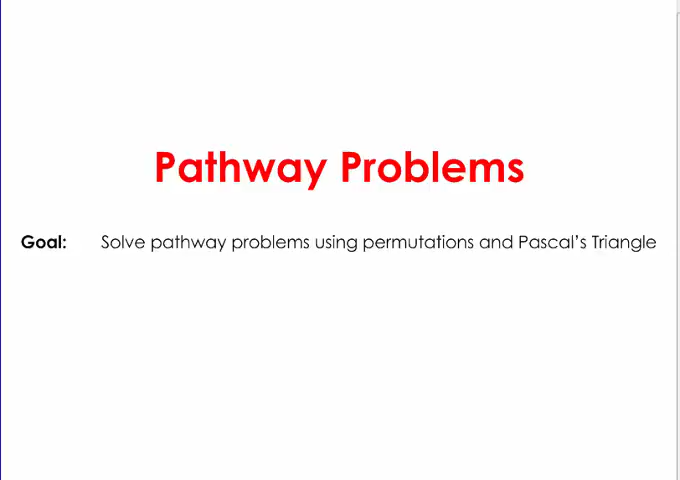 Pathway Problems
Goal: Solve pathway problems using permutations and Pascal’s Triangle